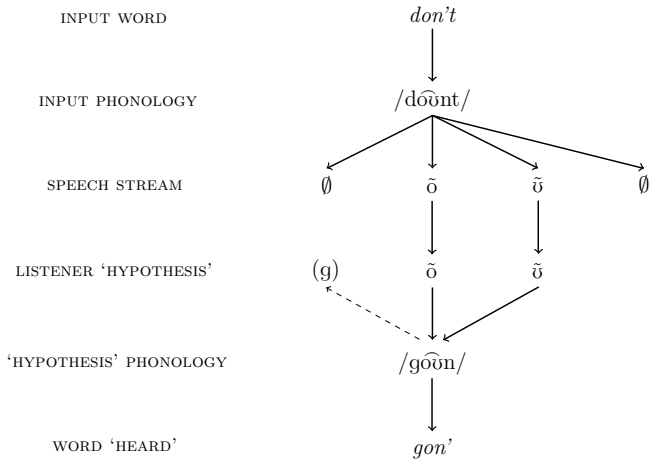 INPUT WORD don't
INPUT PHONOLOGY /do͡ʊnt/
SPEECH STREAM ∅ õ ʊ̃ ∅
LISTENER ‘HYPOTHESIS’ (g) õ ʊ̃
‘HYPOTHESIS’ PHONOLOGY /go͡ʊn/
WORD ‘HEARD’ gon'